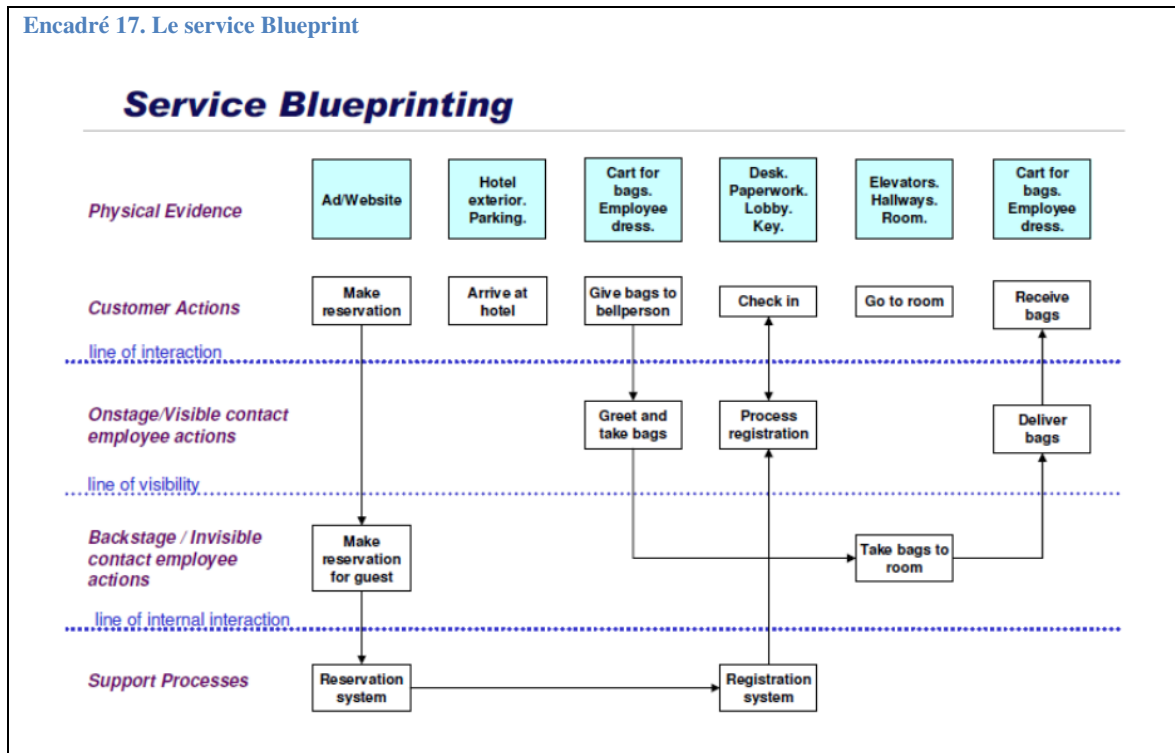 Encadré 17. Le service Blueprint
Service Blueprinting
Physical Evidence
Ad/Website
Hotel
exterior.
Parking.
Cart for
bags.
Employee
dress.
Desk.
Paperwork.
Lobby.
Key.
Elevators.
Hallways.
Room.
Cart for
bags.
Employee
dress.
Customer Actions
Make
reservation
Arrive at
hotel
Give bags to
bellperson
Check in
Go to room
Receive
bags
line of interaction
Onstage/Visible contact
employee actions
Greet and
take bags
Process
registration
Deliver
bags
line of visibility
Backstage / Invisible
contact employee
actions
Make
reservation
for guest
Take bags to
room
line of internal interaction
Support Processes
Reservation
system
Registration
system